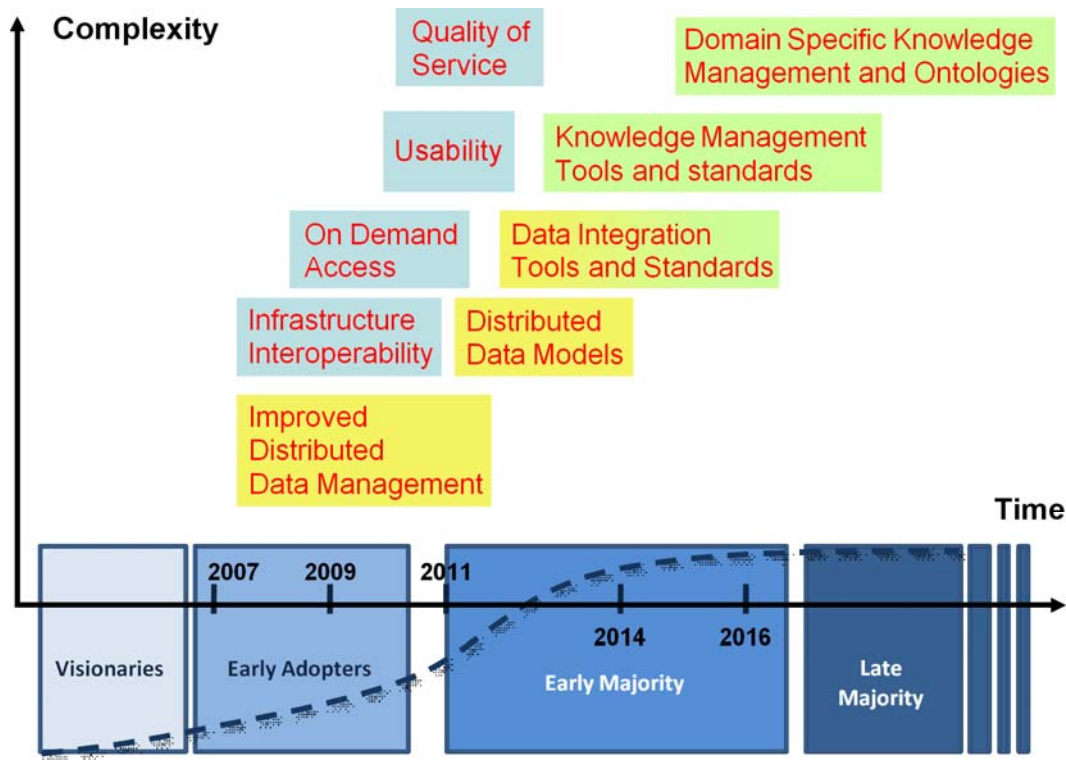 Complexity
Quality of
Service
Domain Specific Knowledge
Management and Ontologies
Usability
Knowledge Management
Tools and standards
On Demand
Access
Data Integration
Tools and Standards
Infrastructure
Interoperability
Distributed
Data Models
Improved
Distributed
Data Management
Time
2007
2009
2011
2014
2016
Visionaries
Early Adopters
Early Majority
Late
Majority